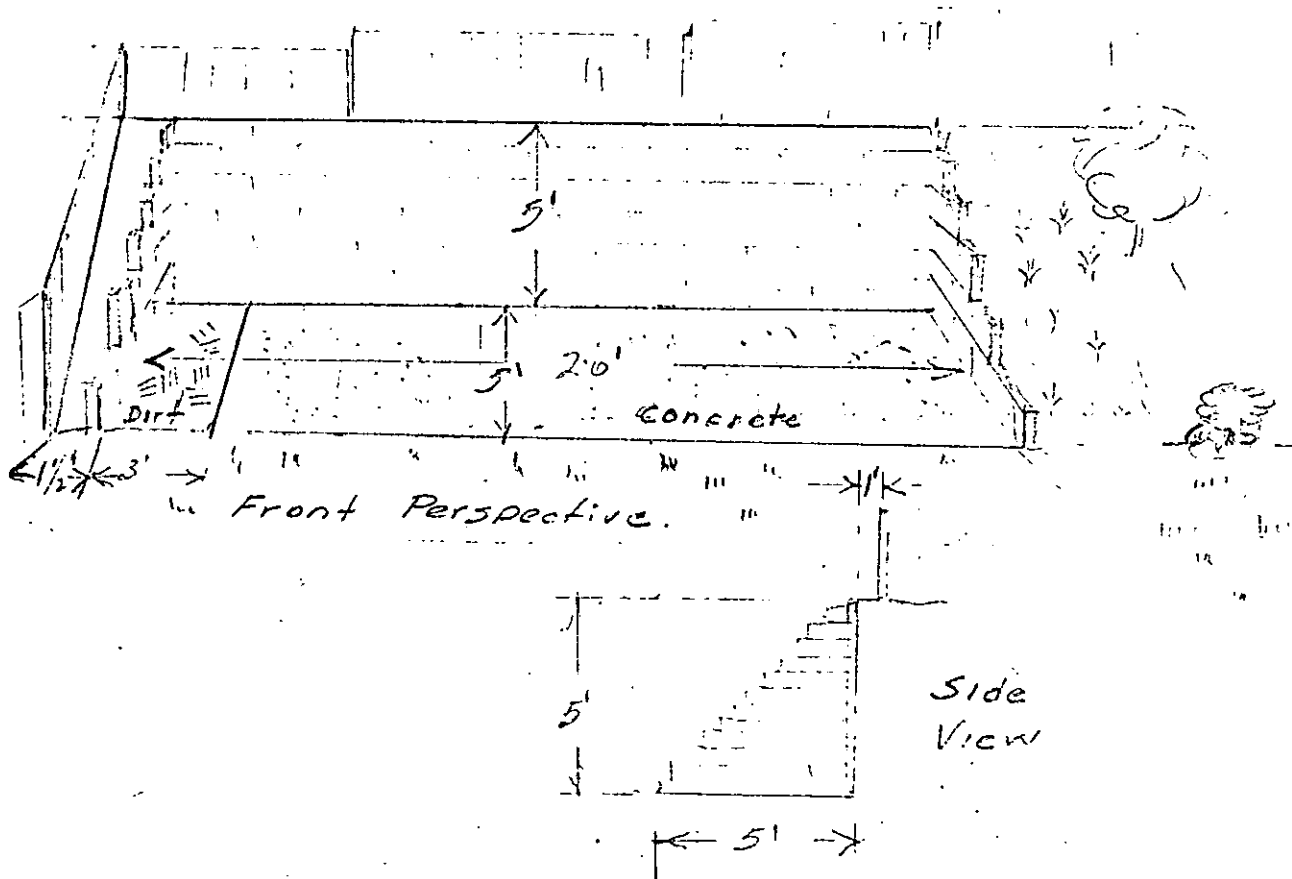 5'
5' 20'
Dirt Concrete
1½' 3'
Front Perspective.
1'
5'
Side
View
5'